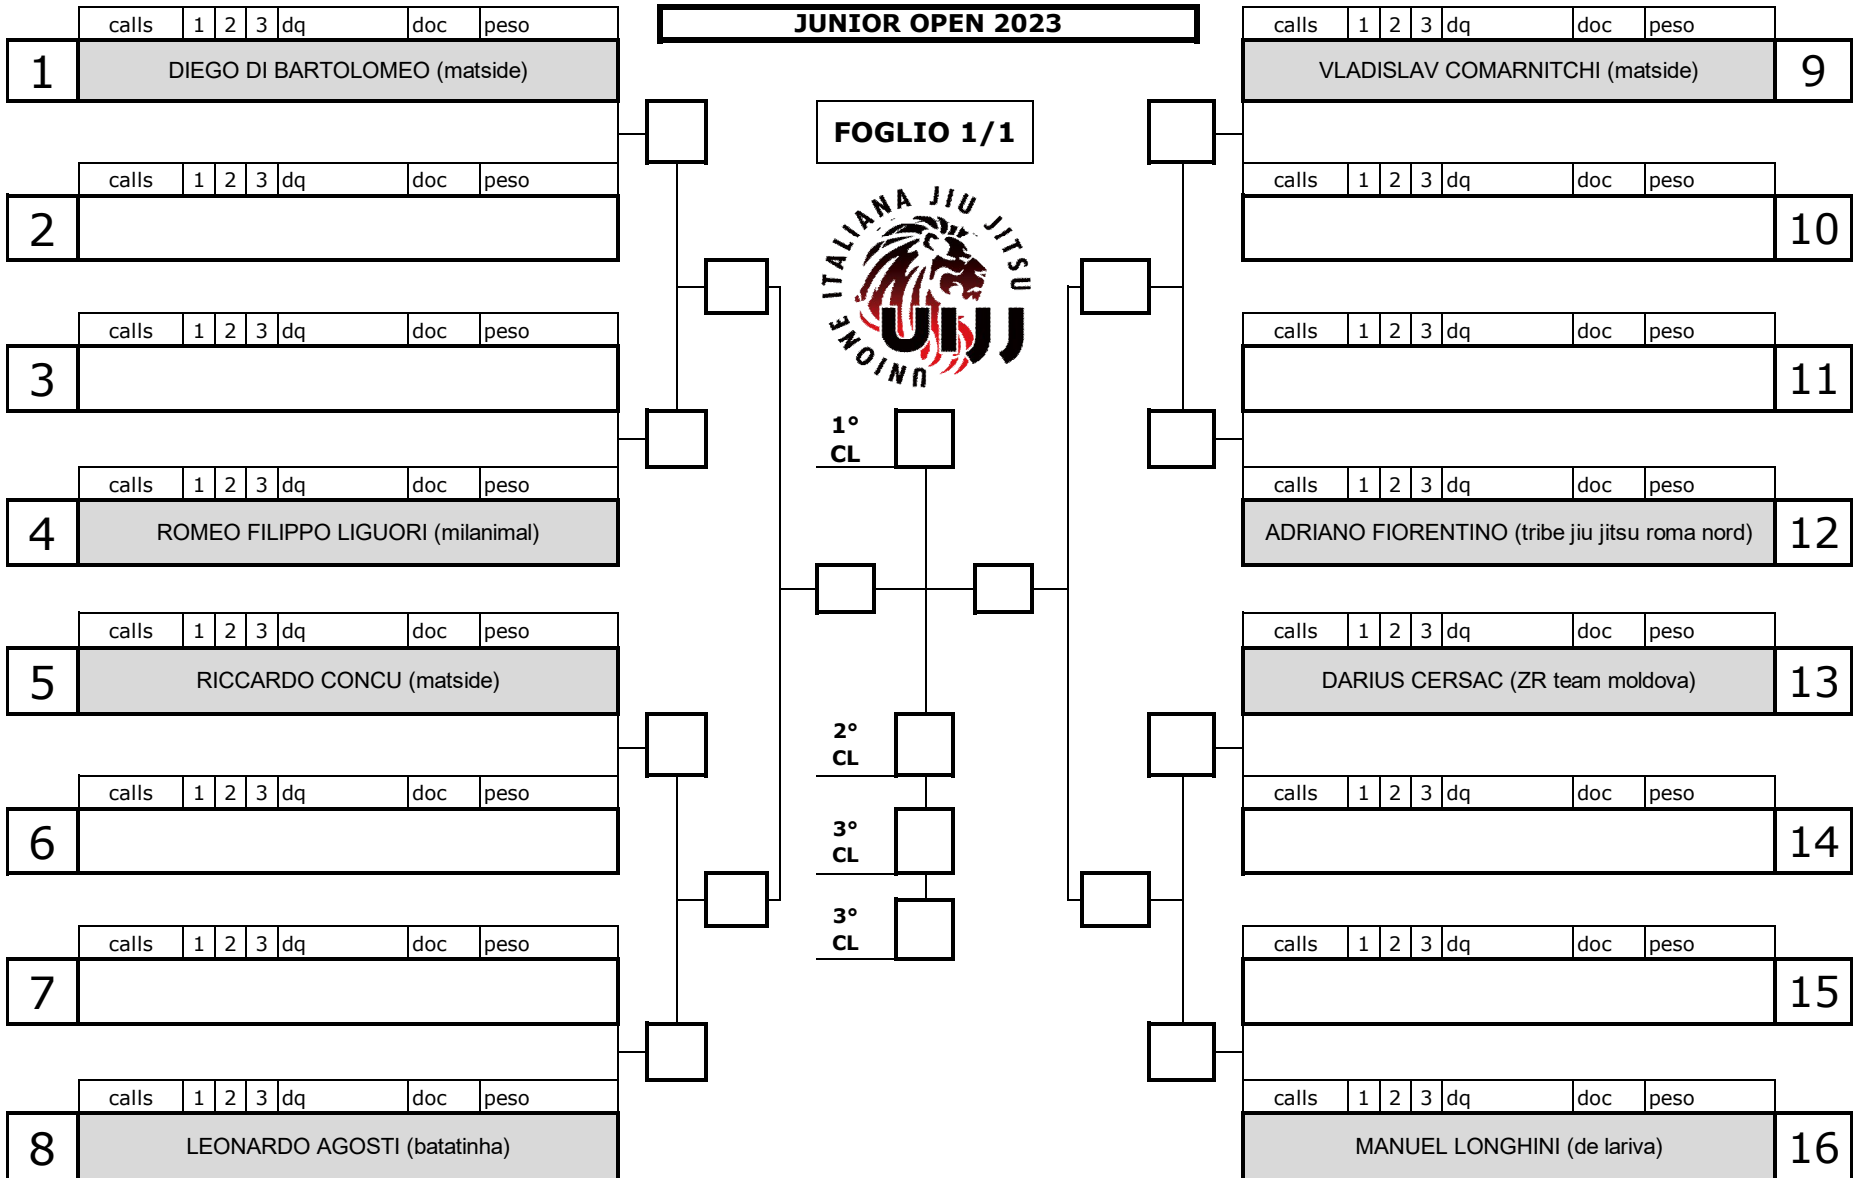 JUNIOR OPEN 2023
FOGLIO 1/1
UNIONE ITALIANA JIU JITSU
UIJJ
calls 1 2 3 dq doc peso
1 DIEGO DI BARTOLOMEO (matside)
calls 1 2 3 dq doc peso
2
calls 1 2 3 dq doc peso
3
calls 1 2 3 dq doc peso
4 ROMEO FILIPPO LIGUORI (milanimal)
calls 1 2 3 dq doc peso
5 RICCARDO CONCU (matside)
calls 1 2 3 dq doc peso
6
calls 1 2 3 dq doc peso
7
calls 1 2 3 dq doc peso
8 LEONARDO AGOSTI (batatinha)
1°
CL
2°
CL
3°
CL
3°
CL
calls 1 2 3 dq doc peso
VLADISLAV COMARNITCHI (matside) 9
calls 1 2 3 dq doc peso
10
calls 1 2 3 dq doc peso
11
calls 1 2 3 dq doc peso
ADRIANO FIORENTINO (tribe jiu jitsu roma nord) 12
calls 1 2 3 dq doc peso
DARIUS CERSAC (ZR team moldova) 13
calls 1 2 3 dq doc peso
14
calls 1 2 3 dq doc peso
15
calls 1 2 3 dq doc peso
MANUEL LONGHINI (de lariva) 16